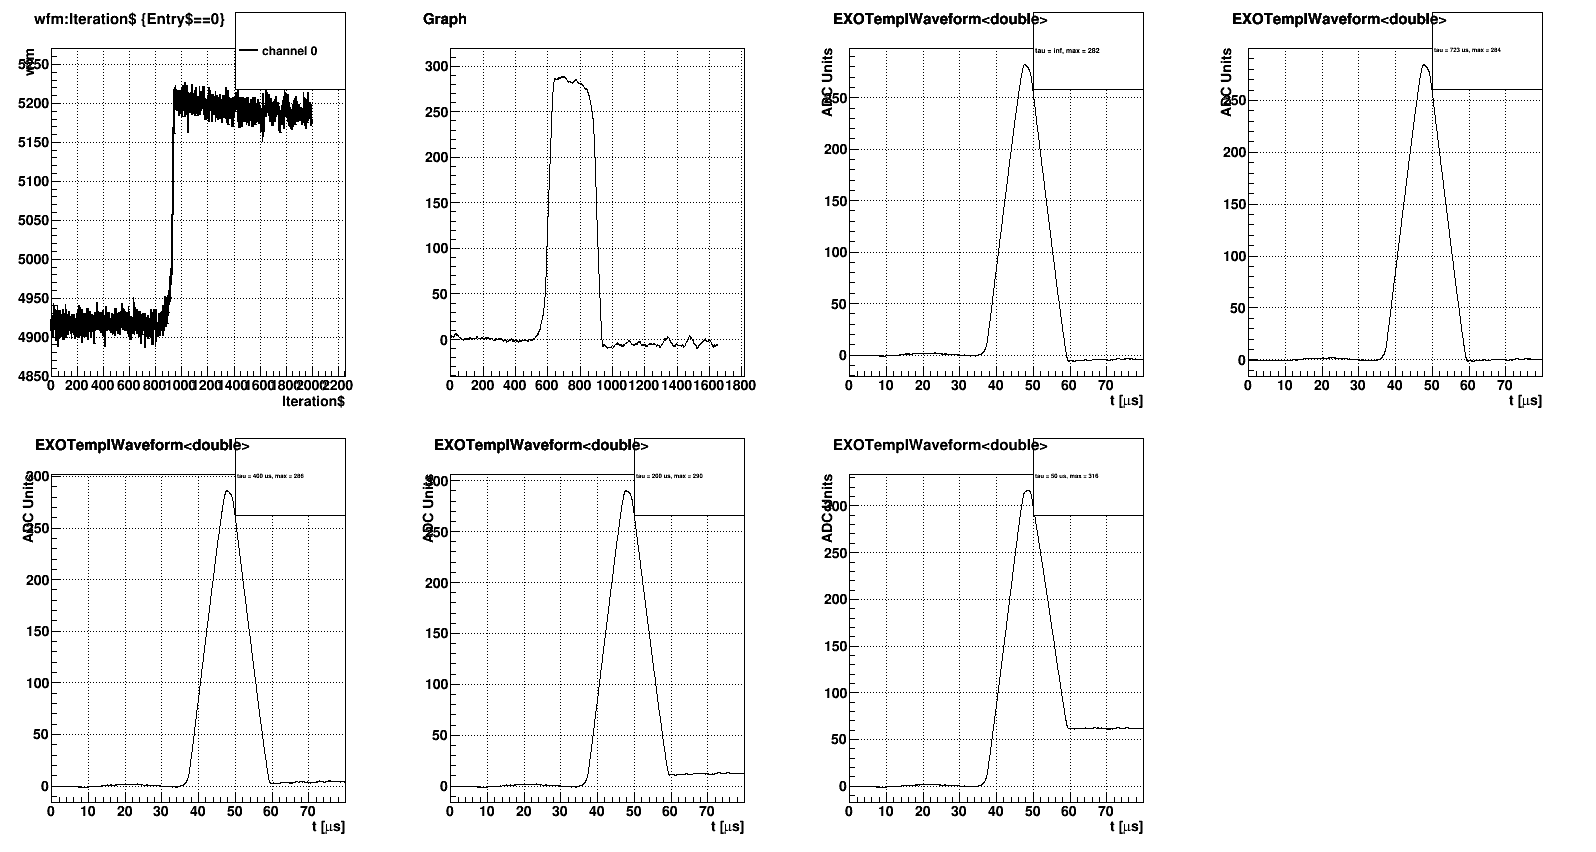 wfm:Iteration$ {Entry$==0}
channel 0
wfm
5250
5200
5150
5100
5050
5000
4950
4900
4850
0 200 400 600 800 1000 1200 1400 1600 1800 2000 2200
Iteration$
Graph
300
250
200
150
100
50
0
0 200 400 600 800 1000 1200 1400 1600 1800
EXOTemplWaveform<double>
tau = inf, max = 282
ADC Units
250
200
150
100
50
0
0 10 20 30 40 50 60 70
t [μs]
EXOTemplWaveform<double>
tau = 723 us, max = 284
ADC Units
250
200
150
100
50
0
0 10 20 30 40 50 60 70
t [μs]
EXOTemplWaveform<double>
tau = 400 us, max = 286
ADC Units
300
250
200
150
100
50
0
0 10 20 30 40 50 60 70
t [μs]
EXOTemplWaveform<double>
tau = 200 us, max = 290
ADC Units
300
250
200
150
100
50
0
0 10 20 30 40 50 60 70
t [μs]
EXOTemplWaveform<double>
tau = 50 us, max = 316
ADC Units
300
250
200
150
100
50
0
0 10 20 30 40 50 60 70
t [μs]